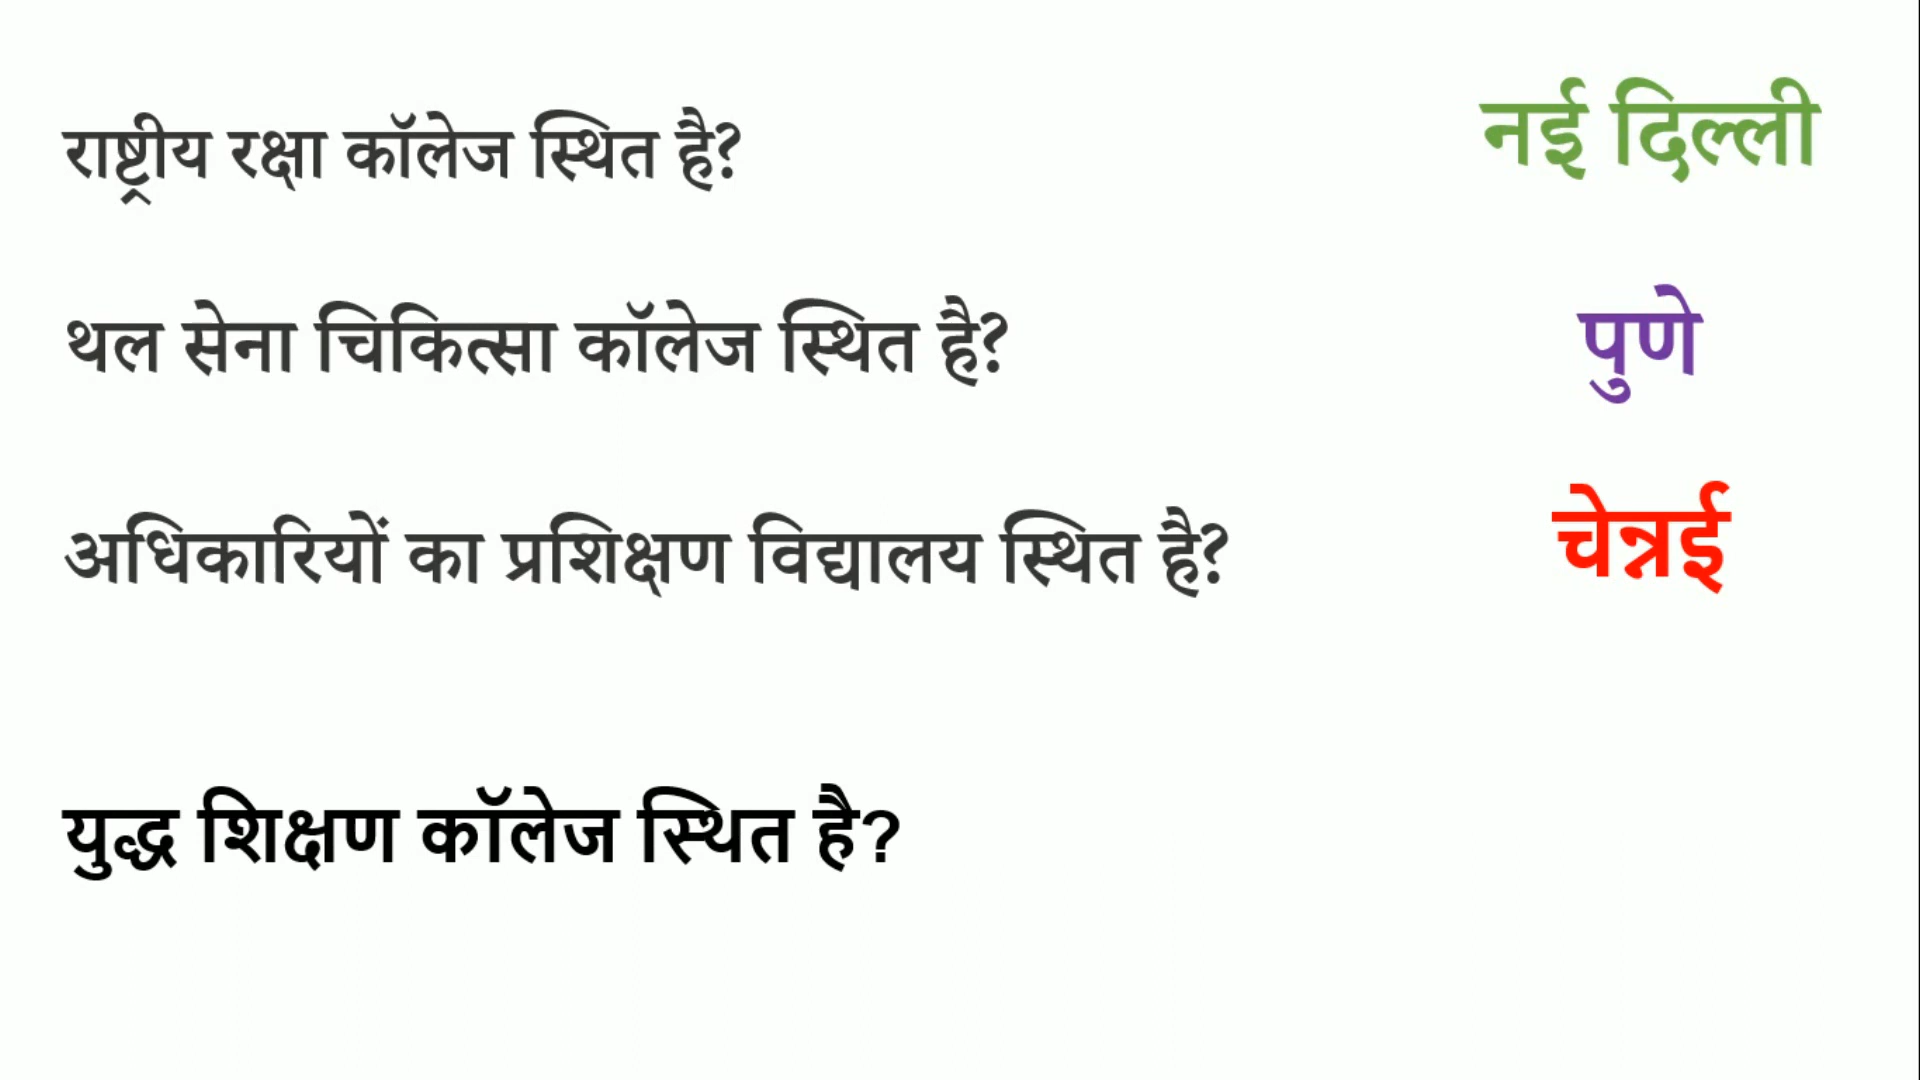 राष्ट्रीय रक्षा कॉलेज स्थित है? नई दिल्ली
थल सेना चिकित्सा कॉलेज स्थित है? पुणे
अधिकारियों का प्रशिक्षण विद्यालय स्थित है? चेन्नई
युद्ध शिक्षण कॉलेज स्थित है?